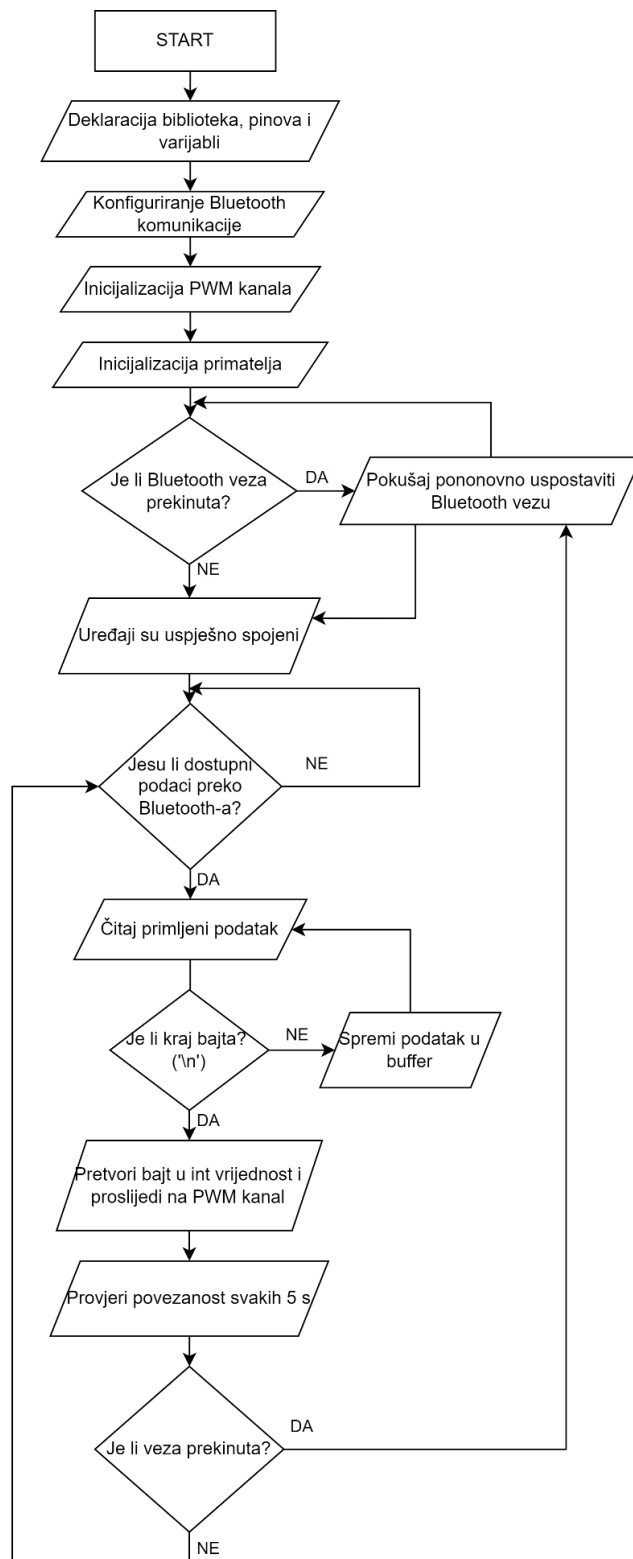 START
Deklaracija biblioteka, pinova i
varijabli
Konfiguriranje Bluetooth
komunikacije
Inicijalizacija PWM kanala
Inicijalizacija primatelja
Je li Bluetooth veza
prekinuta?
DA
Pokušaj pononovno uspostaviti
Bluetooth vezu
NE
Uređaji su uspješno spojeni
Jesu li dostupni
podaci preko
Bluetooth-a?
NE
DA
Čitaj primljeni podatak
Je li kraj bajta?
('\n')
NE
Spremi podatak u
buffer
DA
Pretvori bajt u int vrijednost i
proslijedi na PWM kanal
Provjeri povezanost svakih 5 s
Je li veza prekinuta?
DA
NE